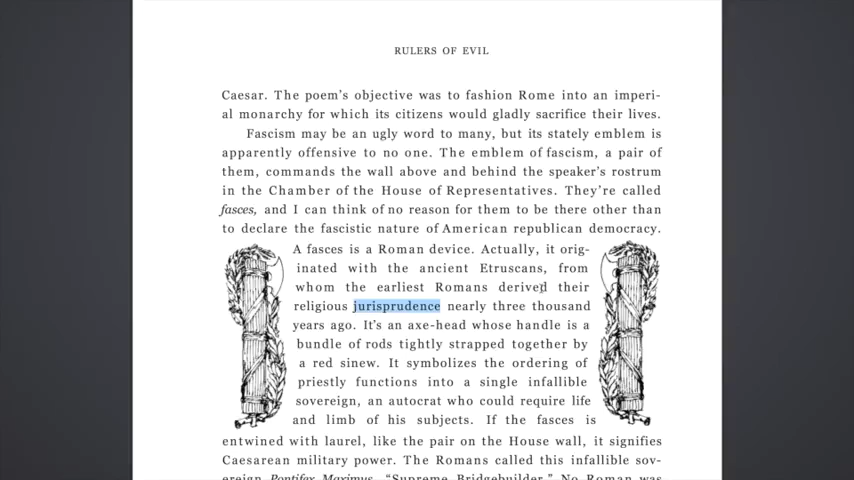 RULERS OF EVIL
Caesar. The poem's objective was to fashion Rome into an imperi-
al monarchy for which its citizens would gladly sacrifice their lives.
Fascism may be an ugly word to many, but its stately emblem is
apparently offensive to no one. The emblem of fascism, a pair of
them, commands the wall above and behind the speaker's rostrum
in the Chamber of the House of Representatives. They're called
fasces, and I can think of no reason for them to be there other than
to declare the fascistic nature of American republican democracy.
A fasces is a Roman device. Actually, it orig-
inated with the ancient Etruscans, from
whom the earliest Romans derived their
religious jurisprudence nearly three thousand
years ago. It's an axe-head whose handle is a
bundle of rods tightly strapped together by
a red sinew. It symbolizes the ordering of
priestly functions into a single infallible
sovereign, an autocrat who could require life
and limb of his subjects. If the fasces is
entwined with laurel, like the pair on the House wall, it signifies
Caesarean military power. The Romans called this infallible sov-
ereign Pontifex Maximus, "Supreme Bridgebuilder." No Roman was